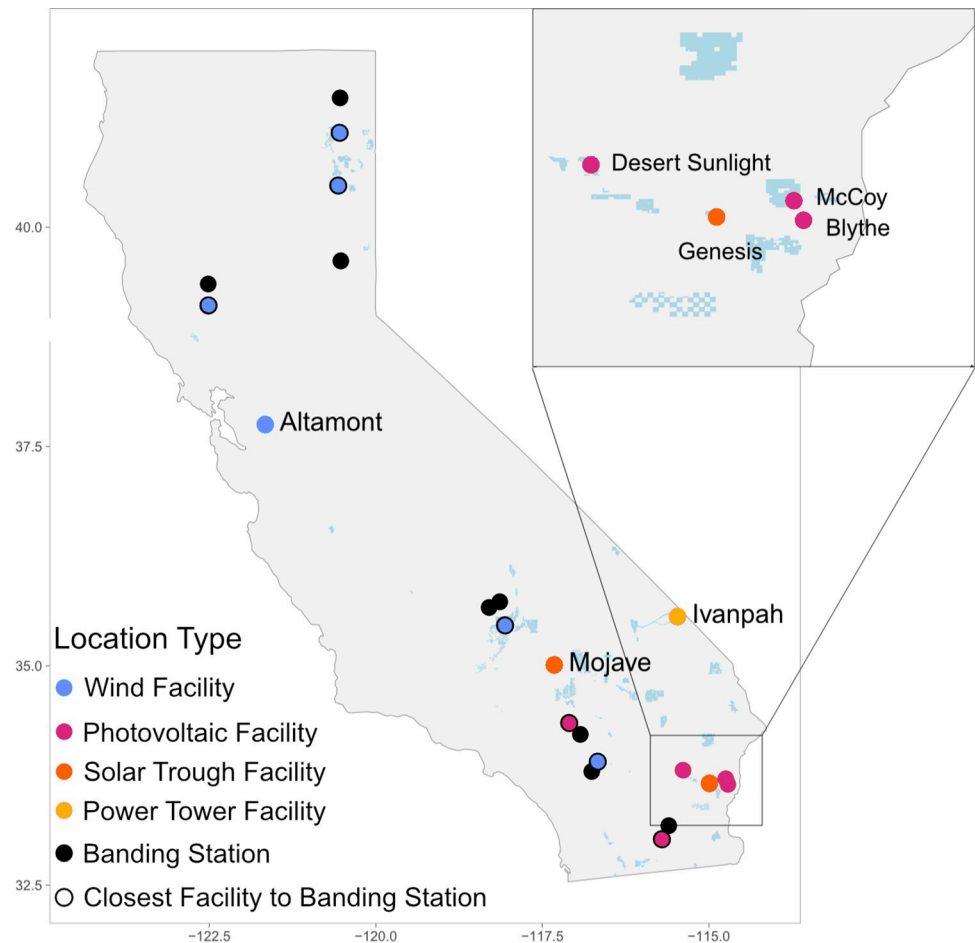 Desert Sunlight
McCoy
Blythe
Genesis
40.0
Altamont
37.5
Ivanpah
Mojave
35.0
32.5
Location Type
Wind Facility
Photovoltaic Facility
Solar Trough Facility
Power Tower Facility
Banding Station
Closest Facility to Banding Station
−122.5
−120.0
−117.5
−115.0